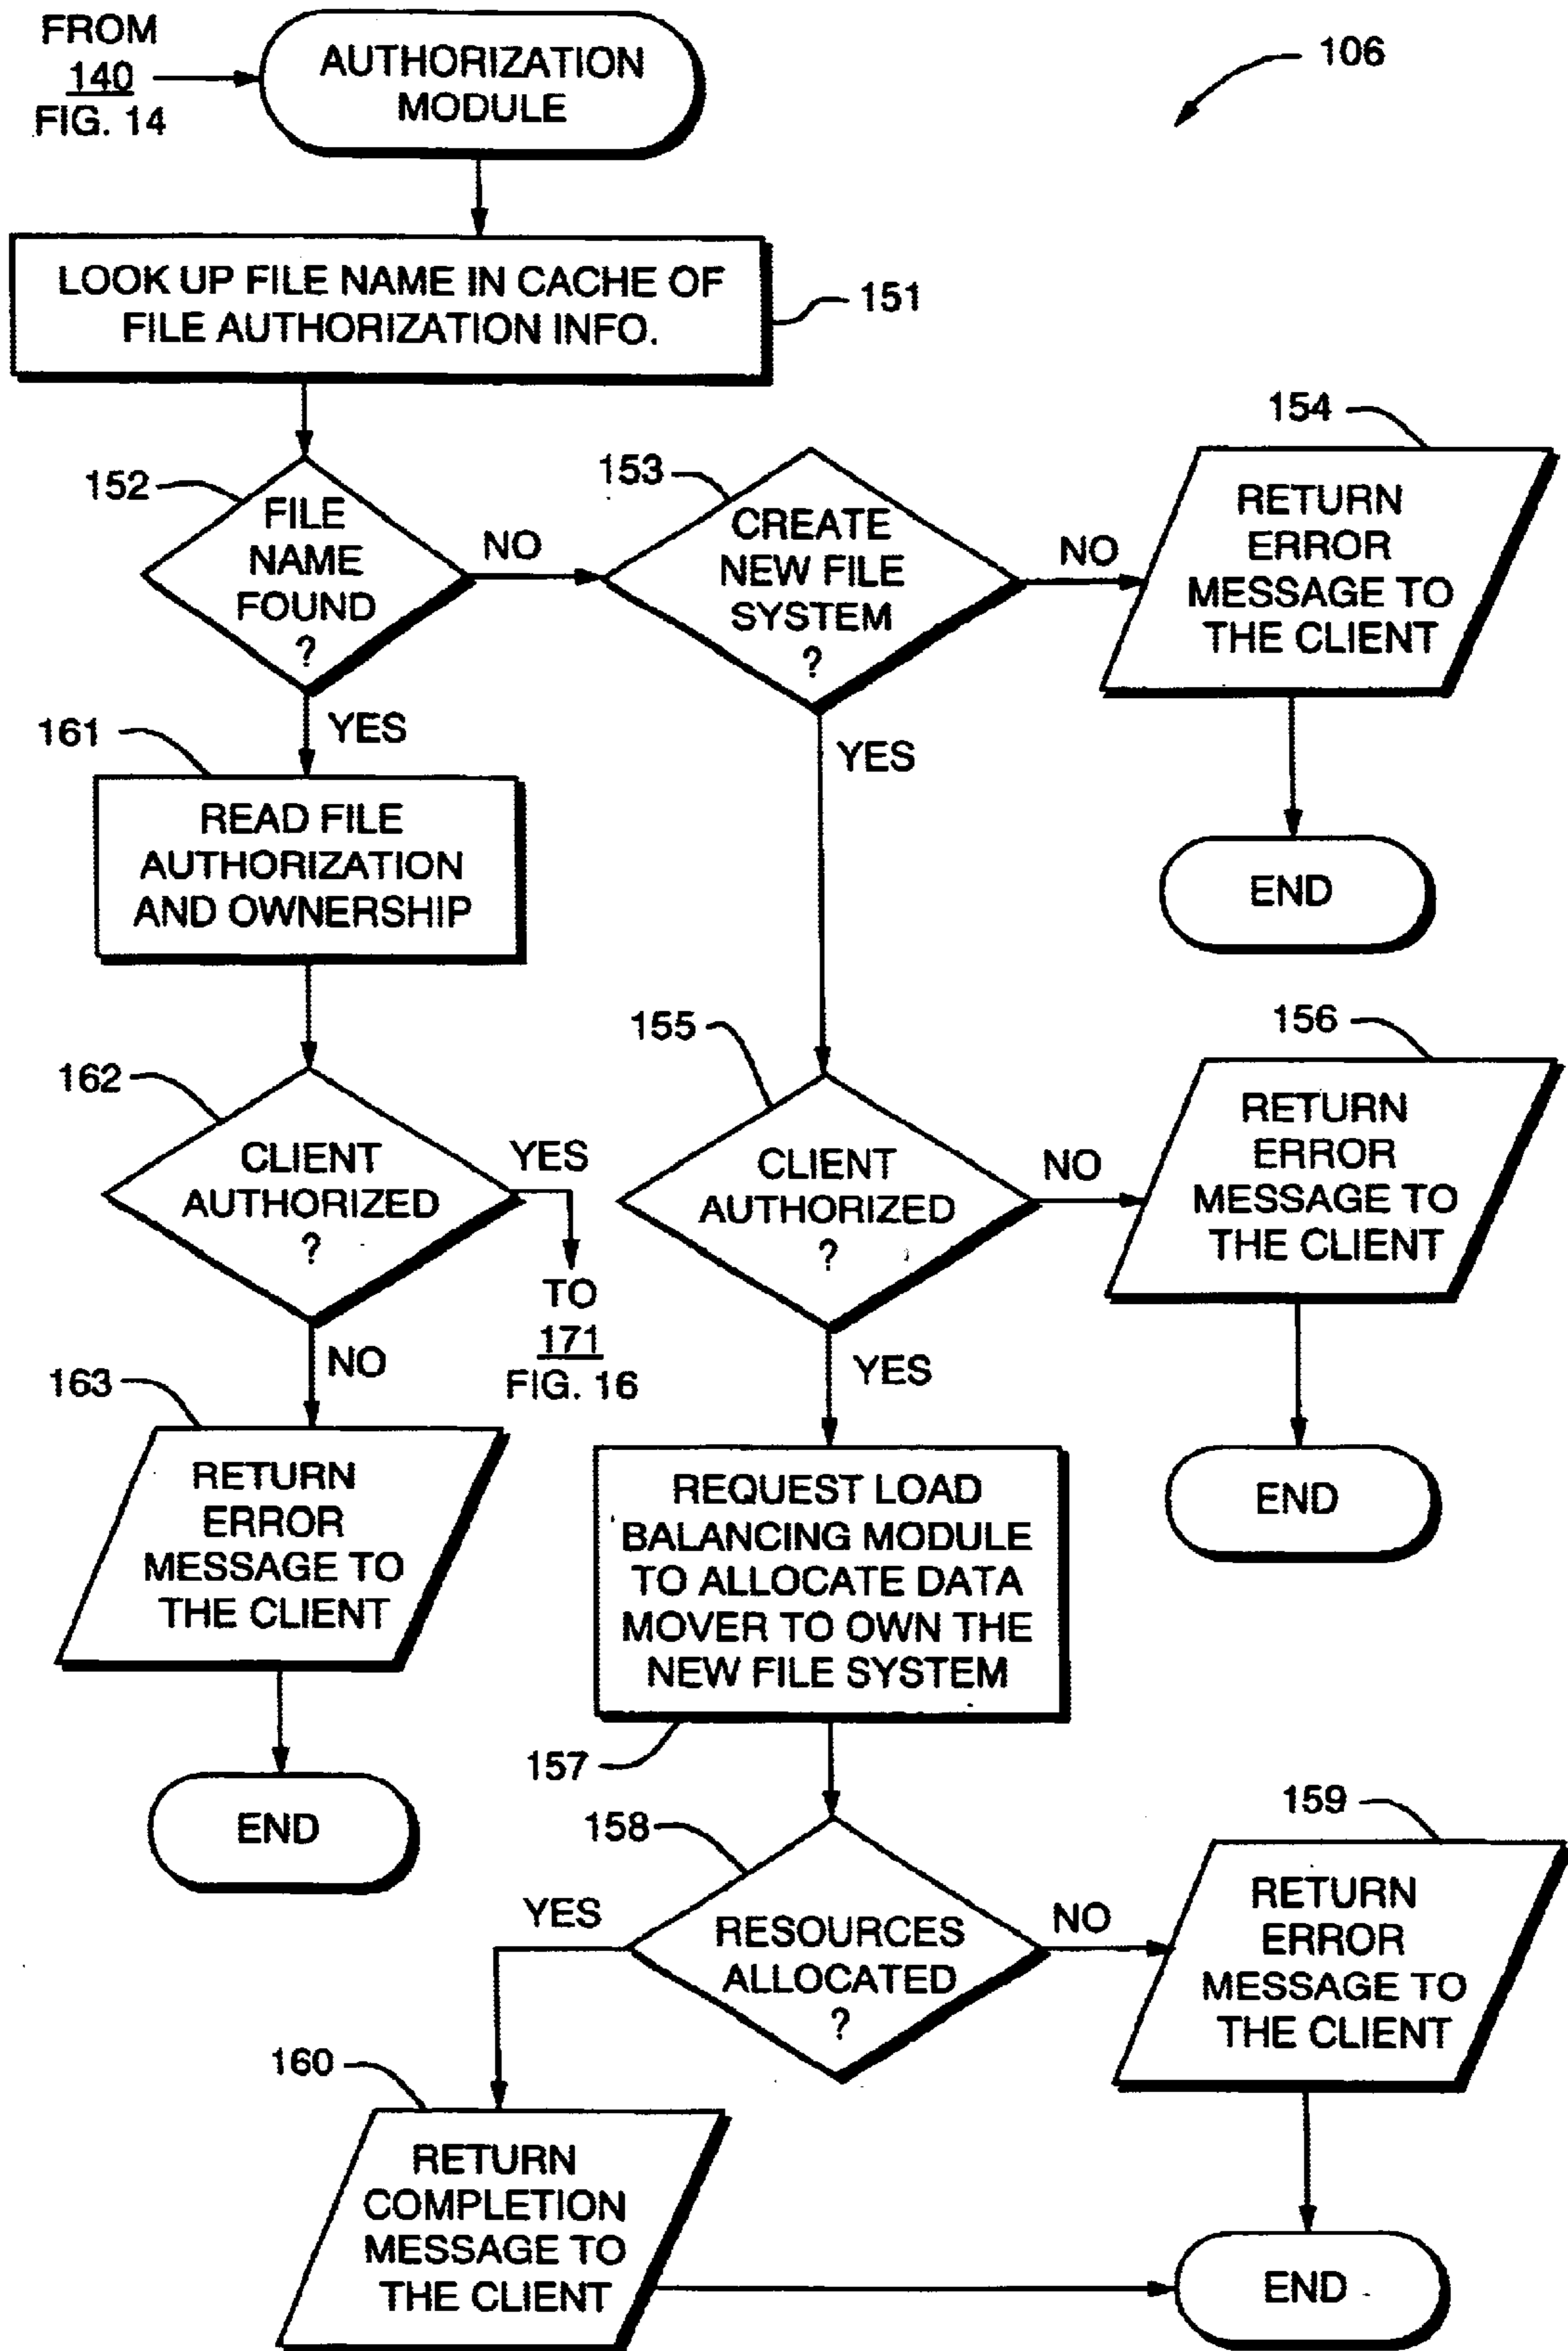 FROM
140
FIG. 14
AUTHORIZATION
MODULE
106
LOOK UP FILE NAME IN CACHE OF
FILE AUTHORIZATION INFO.
151
152
FILE
NAME
FOUND
?
NO
153
CREATE
NEW FILE
SYSTEM
?
NO
154
RETURN
ERROR
MESSAGE TO
THE CLIENT
END
YES
161
READ FILE
AUTHORIZATION
AND OWNERSHIP
YES
162
CLIENT
AUTHORIZED
?
YES
TO
171
FIG. 16
155
CLIENT
AUTHORIZED
?
NO
156
RETURN
ERROR
MESSAGE TO
THE CLIENT
END
NO
163
RETURN
ERROR
MESSAGE TO
THE CLIENT
END
YES
REQUEST LOAD
BALANCING MODULE
TO ALLOCATE DATA
MOVER TO OWN THE
NEW FILE SYSTEM
157
158
RESOURCES
ALLOCATED
?
NO
159
RETURN
ERROR
MESSAGE TO
THE CLIENT
YES
160
RETURN
COMPLETION
MESSAGE TO
THE CLIENT
END